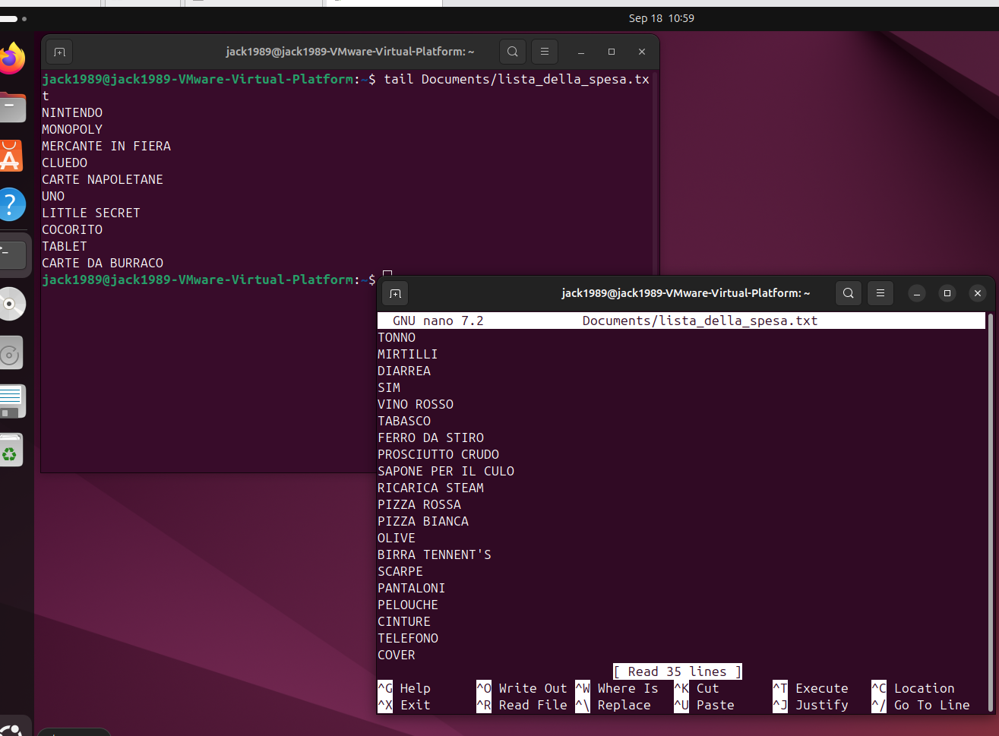 Sep 18 10:59
jack1989@jack1989-VMware-Virtual-Platform: ~
jack1989@jack1989-VMware-Virtual-Platform:~$ tail Documents/lista_della_spesa.tx
t
NINTENDO
MONOPOLY
MERCANTE IN FIERA
CLUEDO
CARTE NAPOLETANE
UNO
LITTLE SECRET
COCORITO
TABLET
CARTE DA BURRACO
jack1989@jack1989-VMware-Virtual-Platform:~$
jack1989@jack1989-VMware-Virtual-Platform: ~
GNU nano 7.2 Documents/lista_della_spesa.txt
TONNO
MIRTILLI
DIARREA
SIM
VINO ROSSO
TABASCO
FERRO DA STIRO
PROSCIUTTO CRUDO
SAPONE PER IL CULO
RICARICA STEAM
PIZZA ROSSA
PIZZA BIANCA
OLIVE
BIRRA TENNENT'S
SCARPE
PANTALONI
PELOUCHE
CINTURE
TELEFONO
COVER
[ Read 35 lines ]
^G Help ^O Write Out ^W Where Is ^K Cut ^T Execute ^C Location
^X Exit ^R Read File ^\ Replace ^U Paste ^J Justify ^/ Go To Line